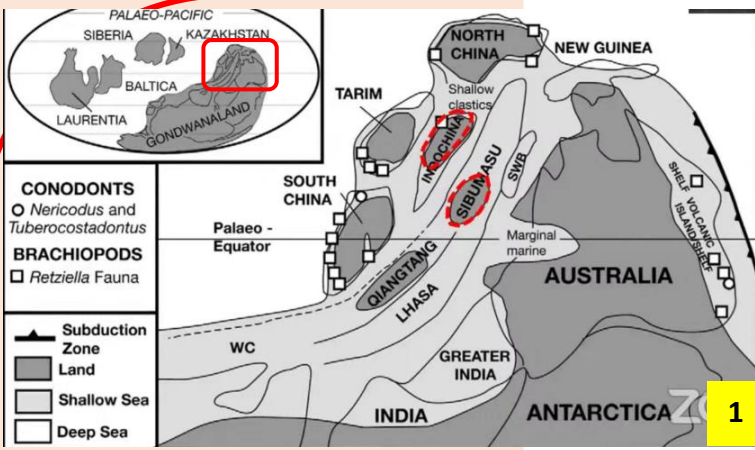 PALAEO-PACIFIC
SIBERIA
KAZAKHSTAN
BALTICA
LAURENTIA
GONDWANALAND
CONODONTS
Nericodus and
Tuberocostadontus
BRACHIOPODS
Retziella Fauna
Subduction
Zone
Land
Shallow Sea
Deep Sea
NORTH
CHINA
NEW GUINEA
Shallow
clastics
TARIM
INDOCHINA
SIBUMASU
SWB
SOUTH
CHINA
Palaeo -
Equator
QIANGTANG
LHASA
Marginal
marine
SHELF
VOLCANIC
ISLAND/SHELF
AUSTRALIA
WC
GREATER
INDIA
INDIA
ANTARCTICA
1